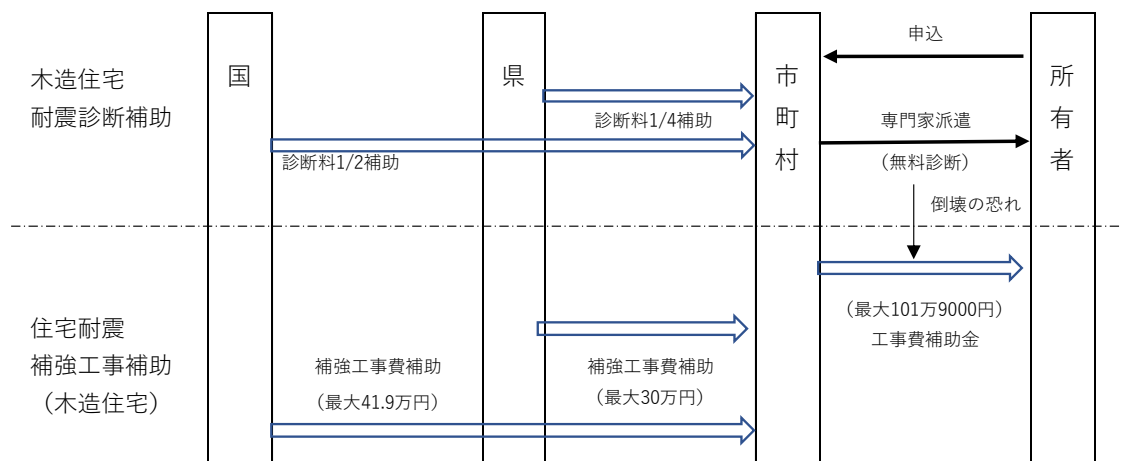 木造住宅
耐震診断補助
国
県
市町村
所有者
申込
診断料1/4補助
専門家派遣
（無料診断）
診断料1/2補助
倒壊の恐れ
住宅耐震
補強工事補助
（木造住宅）
（最大101万9000円）
工事費補助金
補強工事費補助
（最大41.9万円）
補強工事費補助
（最大30万円）